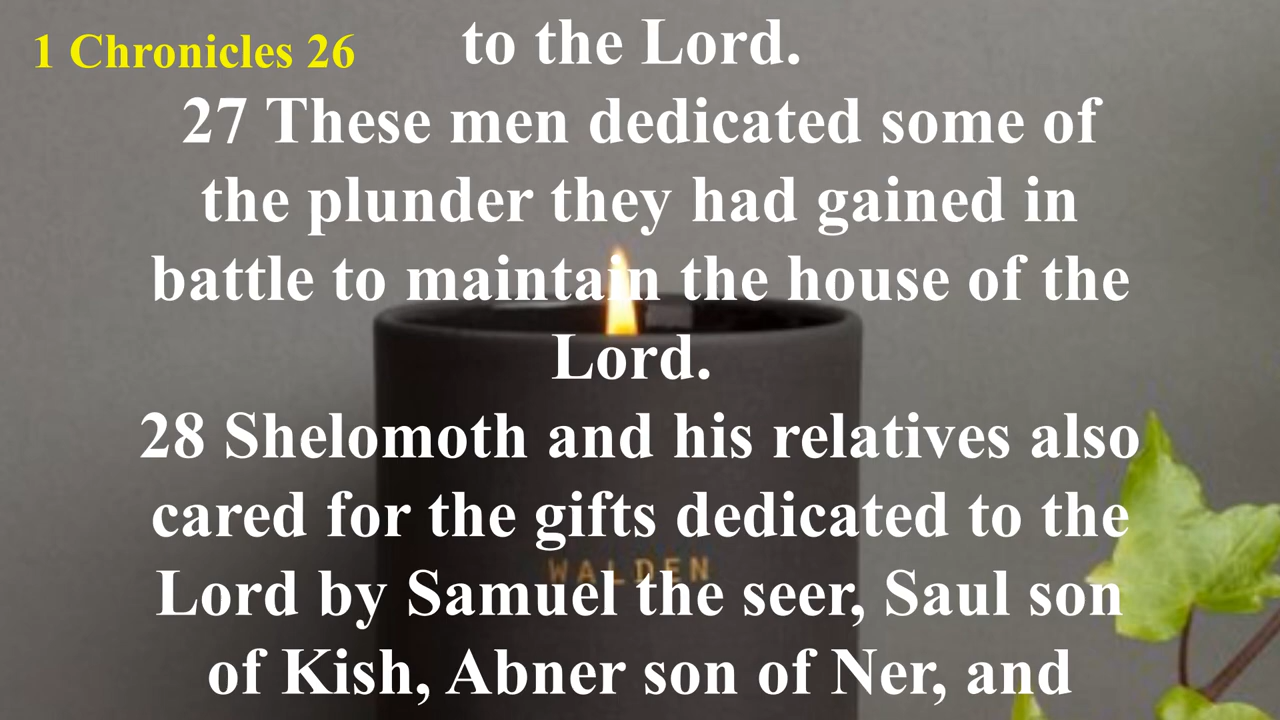 1 Chronicles 26
to the Lord.
27 These men dedicated some of
the plunder they had gained in
battle to maintain the house of the
Lord.
28 Shelomoth and his relatives also
cared for the gifts dedicated to the
WALDEN
Lord by Samuel the seer, Saul son
of Kish, Abner son of Ner, and